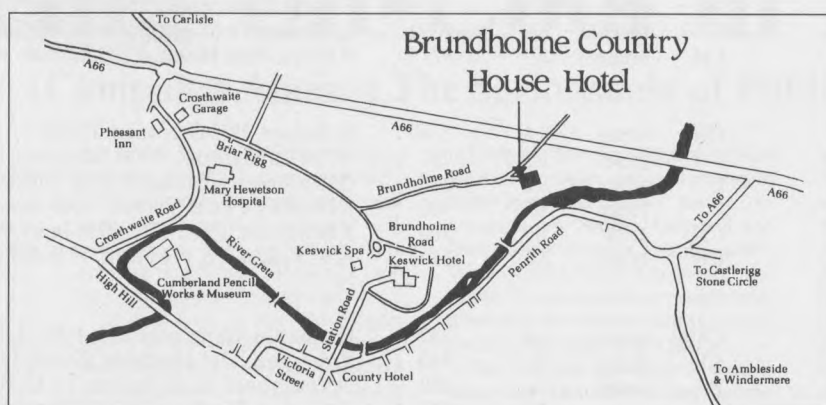 To Carlisle
A66
Brundholme Country
House Hotel
Crosthwaite
Garage
A66
Pheasant
Inn
Briar Rigg
Mary Hewetson
Hospital
Brundholme Road
A66
To A66
Crosthwaite Road
Brundholme
Road
River Greta
Keswick Spa
Keswick Hotel
Penrith Road
Cumberland Pencil
Works & Museum
To Castlerigg
Stone Circle
High Hill
Station Road
Victoria
Street
County Hotel
To Ambleside
& Windermere